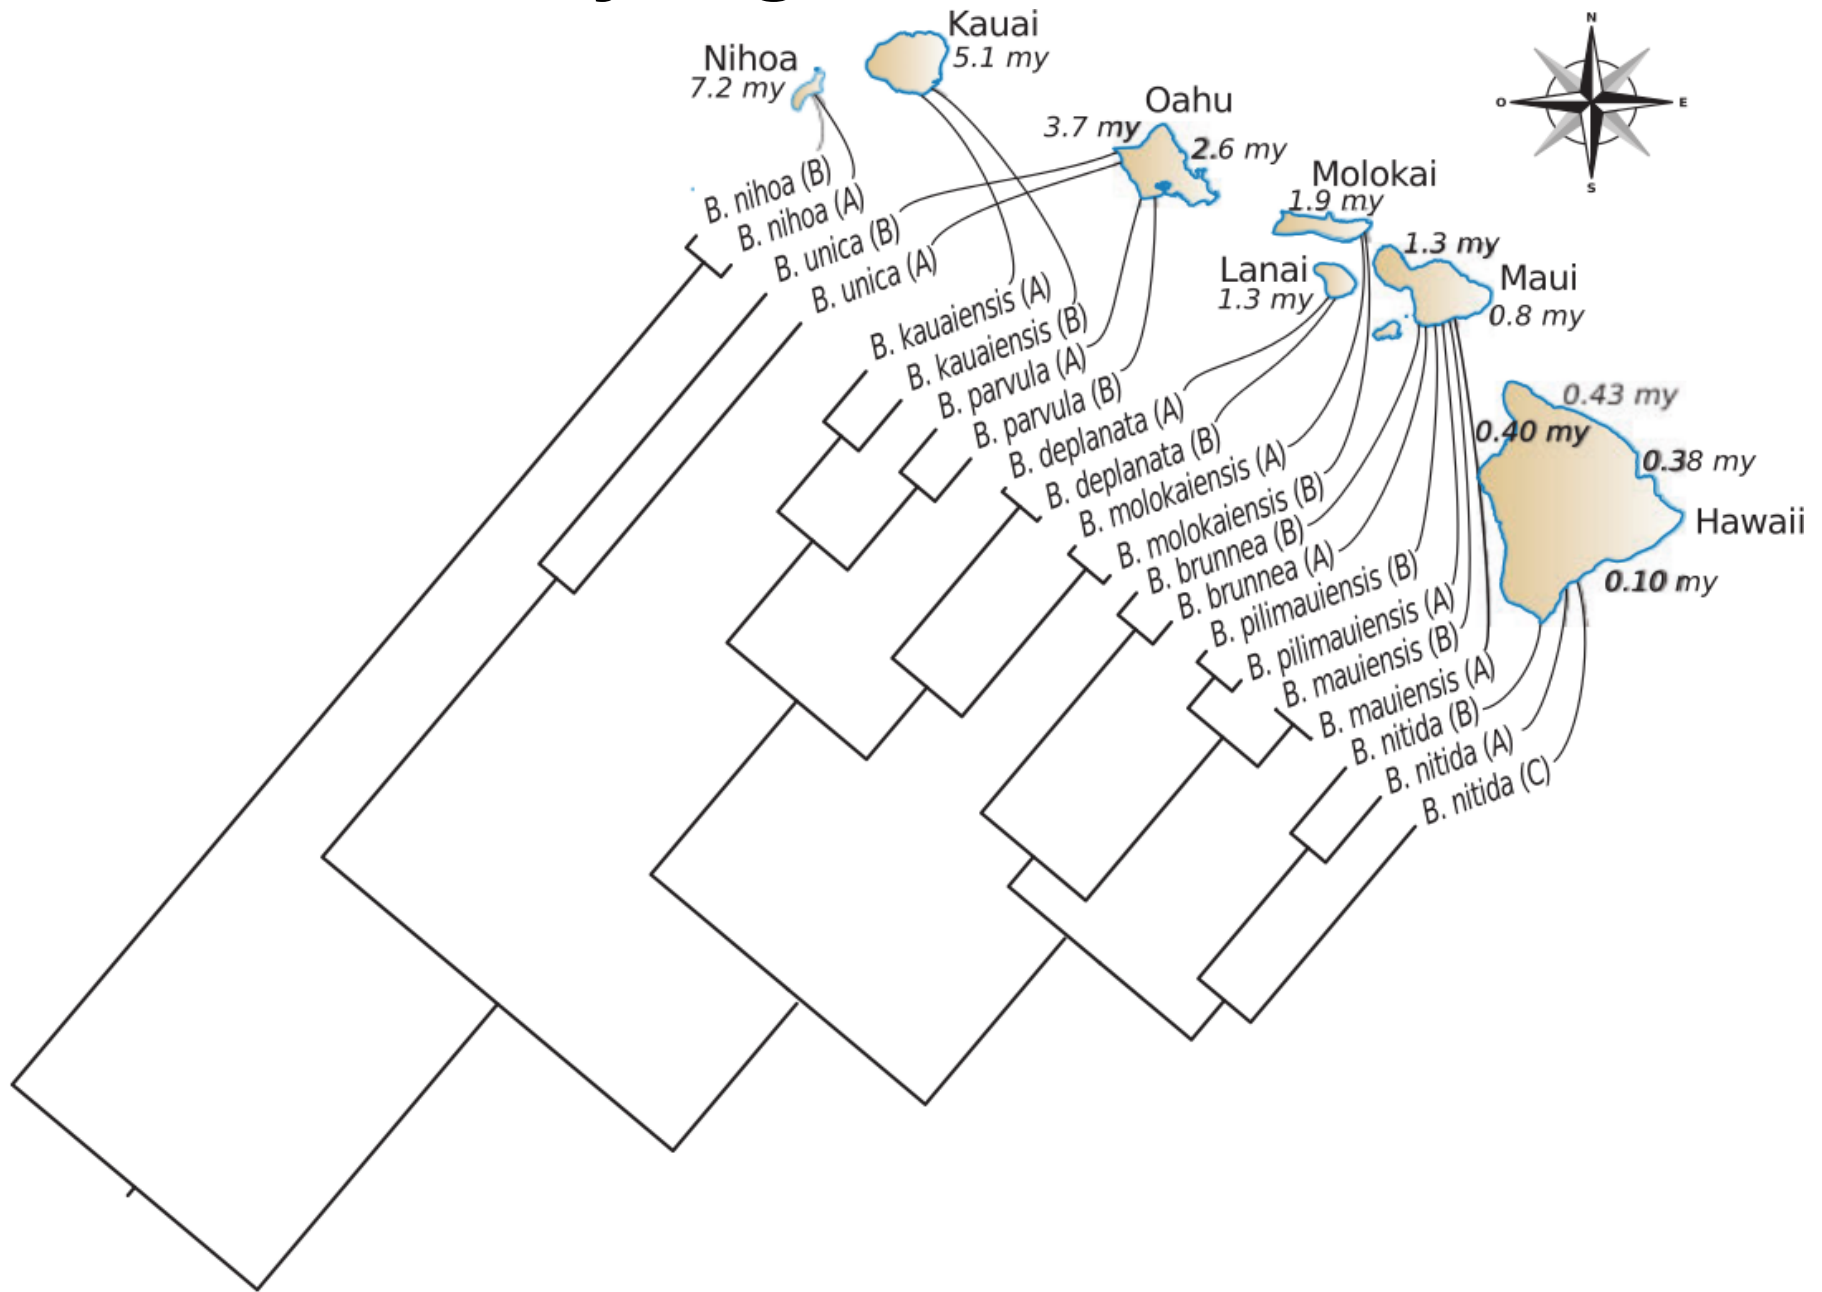 Kauai
5.1 my
Nihoa
7.2 my
Oahu
3.7 my
2.6 my
Molokai
1.9 my
1.3 my
Lanai
1.3 my
Maui
0.8 my
0.43 my
0.40 my
0.38 my
Hawaii
0.10 my
N
O
E
S
B. nihoa (B)
B. nihoa (A)
B. unica (B)
B. unica (A)
B. kauaiensis (A)
B. kauaiensis (B)
B. parvula (A)
B. parvula (B)
B. deplanata (A)
B. deplanata (B)
B. molokaiensis (A)
B. molokaiensis (B)
B. brunnea (B)
B. brunnea (A)
B. pilimauiensis (B)
B. pilimauiensis (A)
B. mauiensis (B)
B. mauiensis (A)
B. nitida (B)
B. nitida (A)
B. nitida (C)